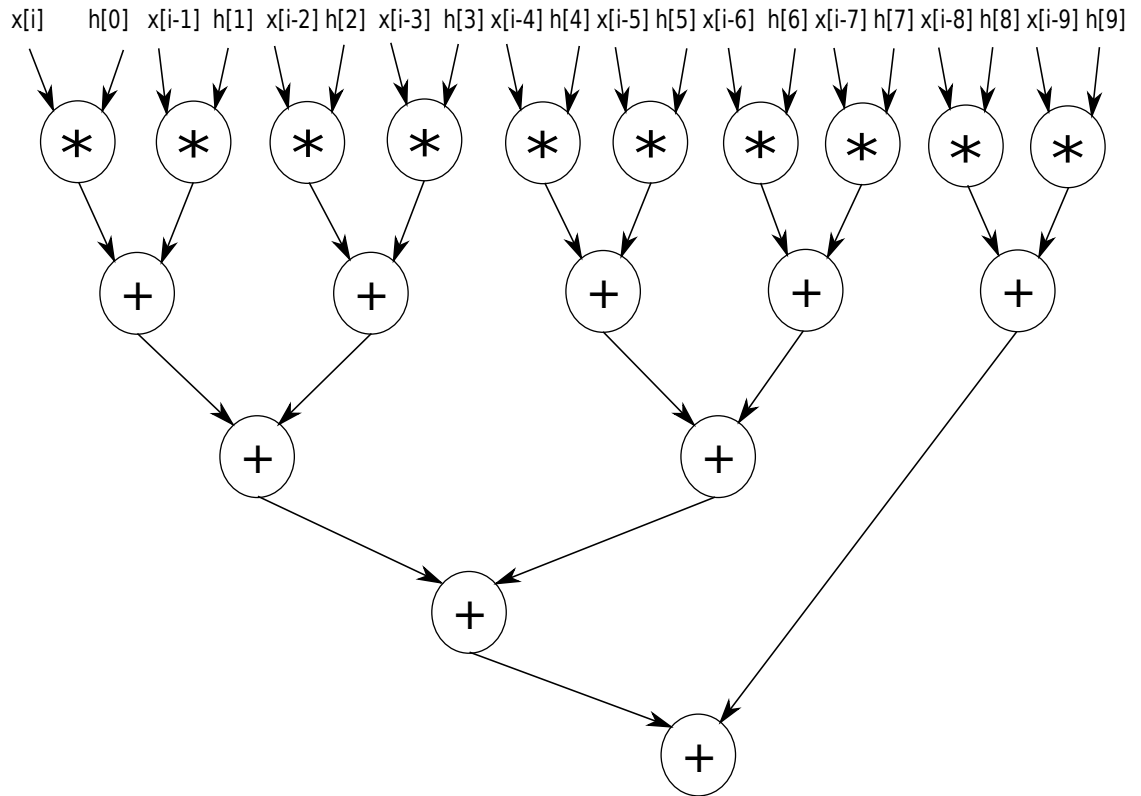 x[i] h[0] x[i-1] h[1] x[i-2] h[2] x[i-3] h[3] x[i-4] h[4] x[i-5] h[5] x[i-6] h[6] x[i-7] h[7] x[i-8] h[8] x[i-9] h[9]
* * * * * * * * * *
+ + + + +
+ +
+
+